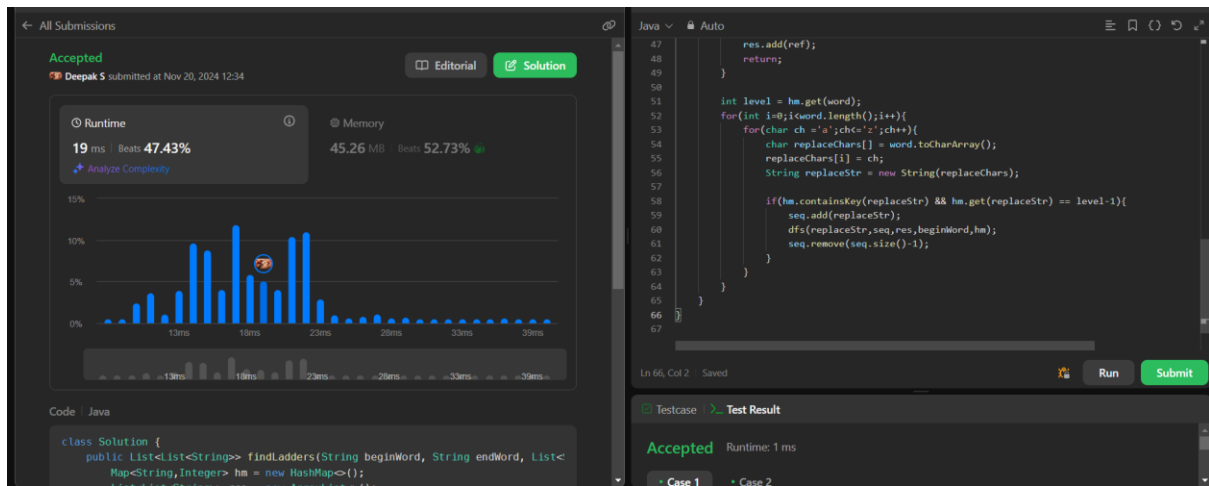 All Submissions
Accepted
Deepak S submitted at Nov 20, 2024 12:34
Editorial
Solution
Runtime
19 ms | Beats 47.43%
Analyze Complexity
Memory
45.26 MB | Beats 52.73%
15%
10%
5%
0%
13ms 18ms 23ms 28ms 33ms 39ms
13ms 18ms 23ms 28ms 33ms 39ms
Code | Java
class Solution {
public List<List<String>> findLadders(String beginWord, String endWord, List<
Map<String,Integer> hm = new HashMap<>();
Java Auto
47 res.add(ref);
48 return;
49 }
50
51 int level = hm.get(word);
52 for(int i=0;i<word.length();i++){
53 for(char ch ='a';ch<='z';ch++){
54 char replaceChars[] = word.toCharArray();
55 replaceChars[i] = ch;
56 String replaceStr = new String(replaceChars);
57
58 if(hm.containsKey(replaceStr) && hm.get(replaceStr) == level-1){
59 seq.add(replaceStr);
60 dfs(replaceStr,seq,res,beginWord,hm);
61 seq.remove(seq.size()-1);
62 }
63 }
64 }
65 }
66 }
67
Ln 66, Col 2 | Saved
Run
Submit
Testcase | >_ Test Result
Accepted Runtime: 1 ms
• Case 1 • Case 2